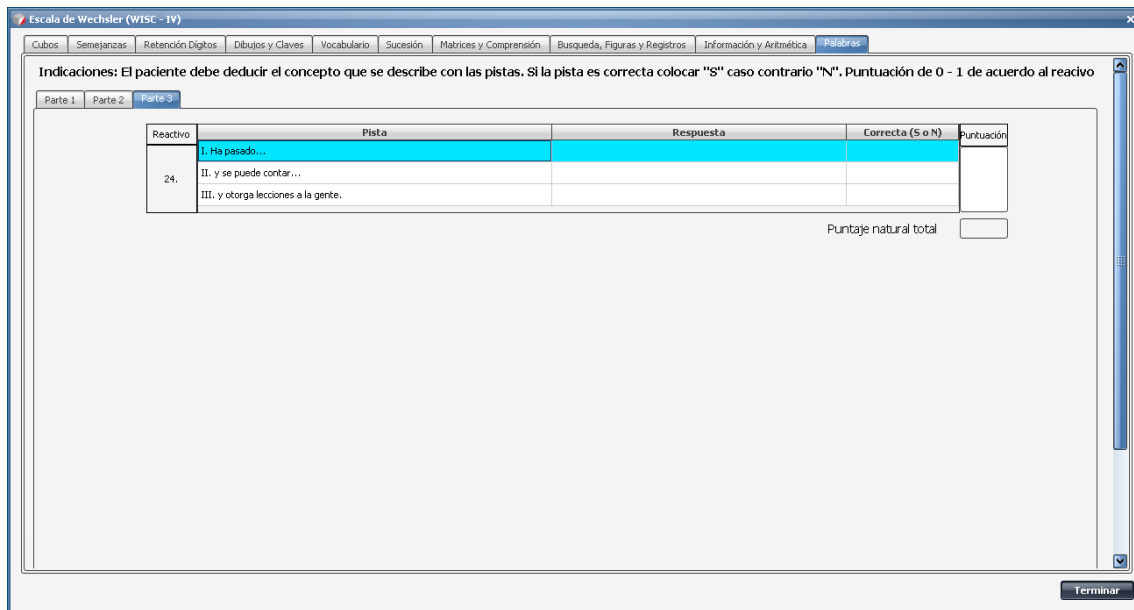 Escala de Wechsler (WISC - IV)
Cubos Semejanzas Retención Dígitos Dibujos y Claves Vocabulario Sucesión Matrices y Comprensión Busqueda, Figuras y Registros Información y Aritmética Palabras
Indicaciones: El paciente debe deducir el concepto que se describe con las pistas. Si la pista es correcta colocar "S" caso contrario "N". Puntuación de 0 - 1 de acuerdo al reacivo
Parte 1 Parte 2 Parte 3
Reactivo Pista Respuesta Correcta (S o N) Puntuación
I. Ha pasado...
24. II. y se puede contar...
III. y otorga lecciones a la gente.
Puntaje natural total
Terminar